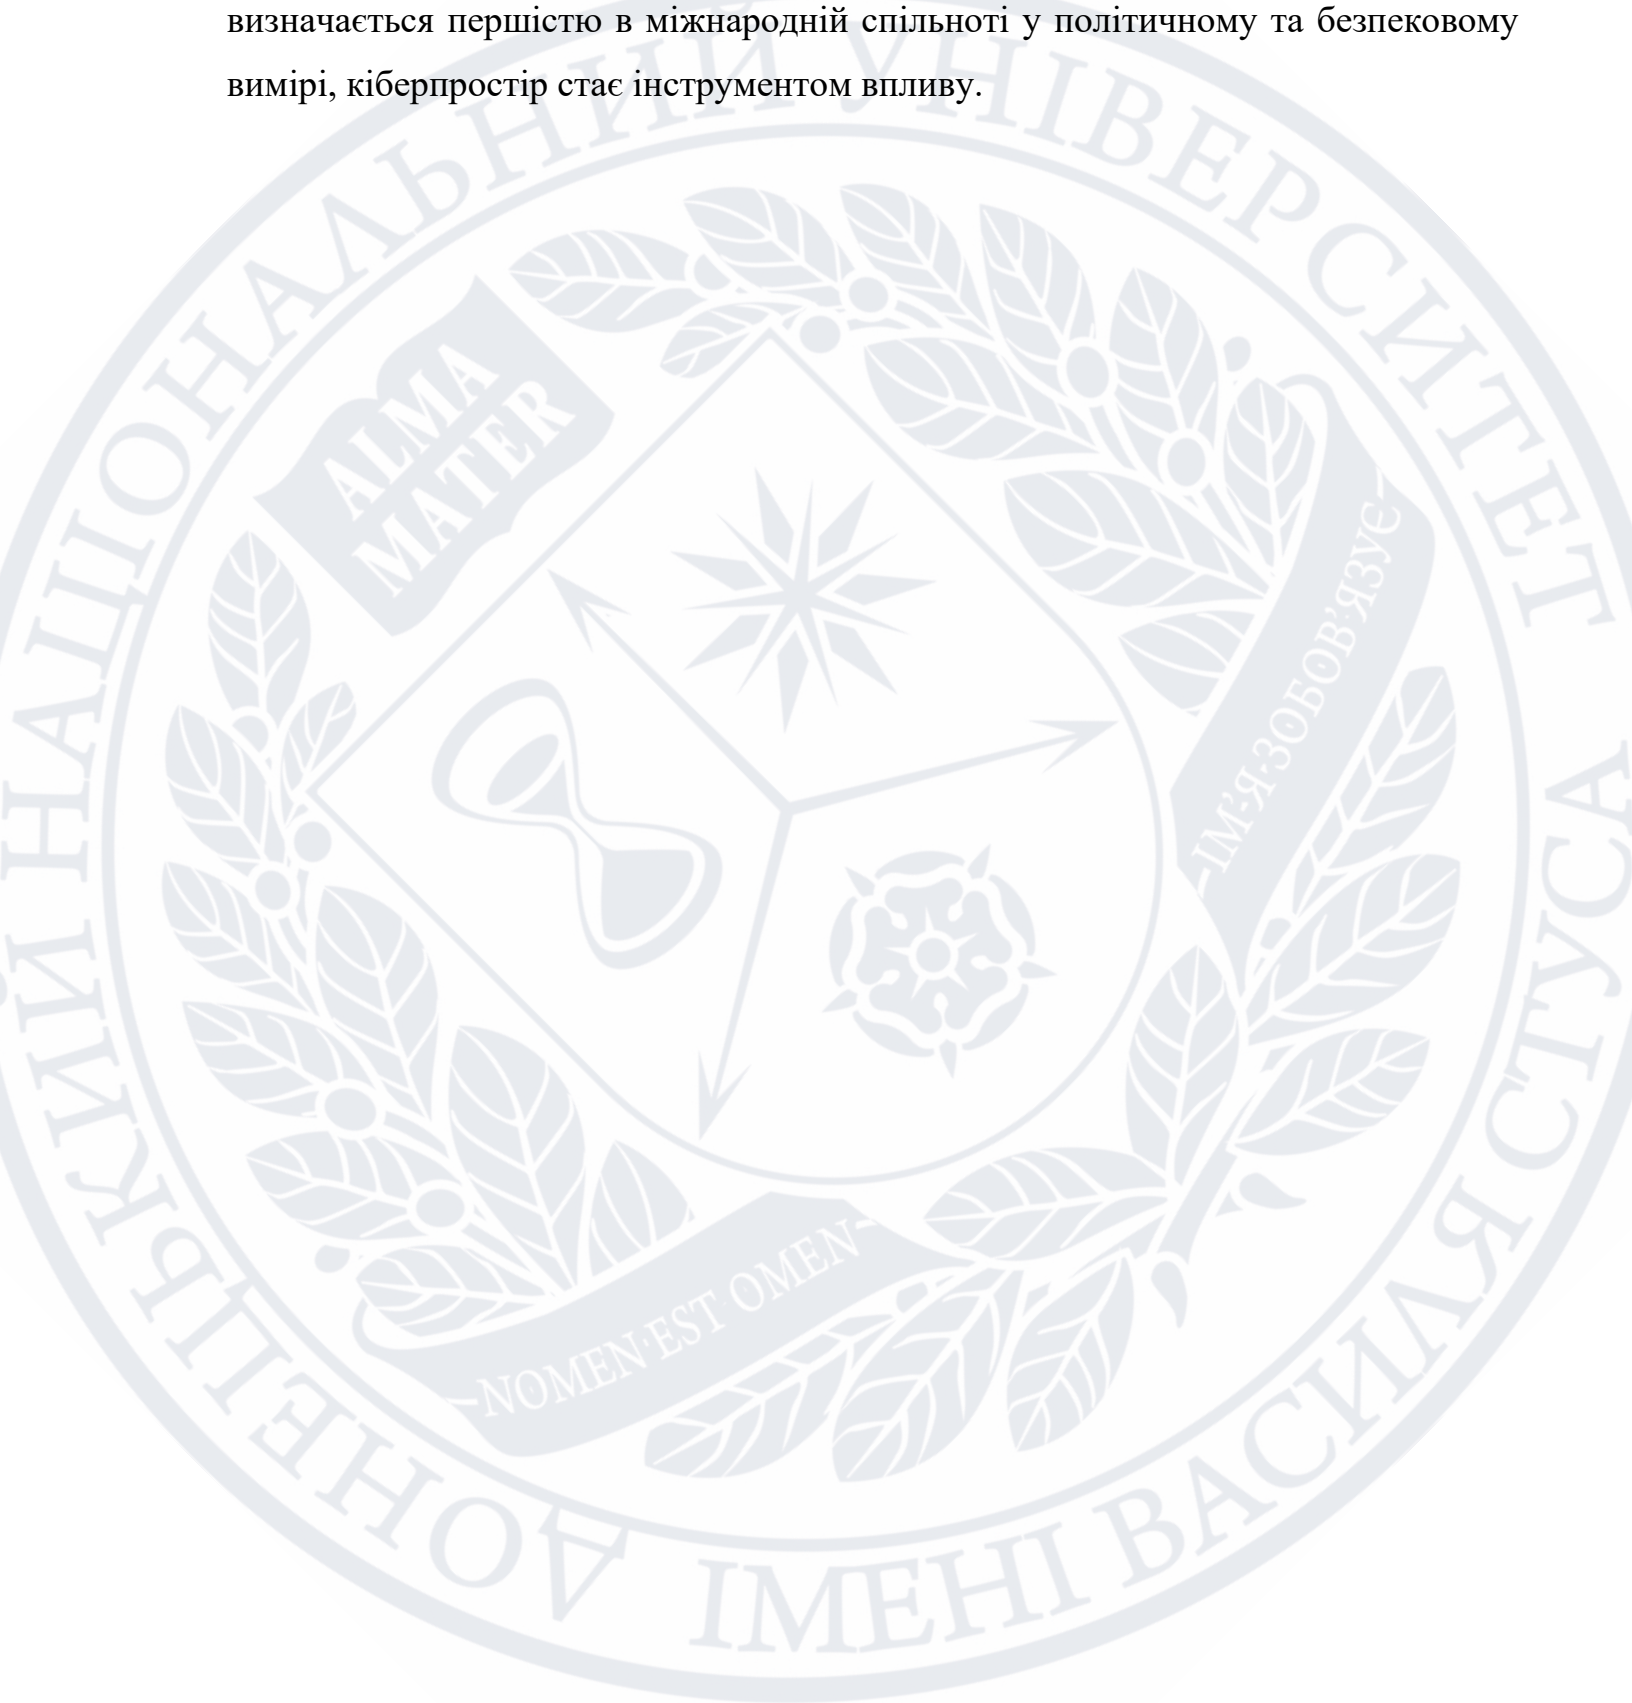 визначається першістю в міжнародній спільноті у політичному та безпековому
вимірі, кіберпростір стає інструментом впливу.
ДОНЕЦЬКИЙ НАЦІОНАЛЬНИЙ УНІВЕРСИТЕТ
ІМЕНІ ВАСИЛЯ СТУСА
ALMA
MATER
ІМ'Я ЗОБОВ'ЯЗУЄ
NOMEN EST OMEN